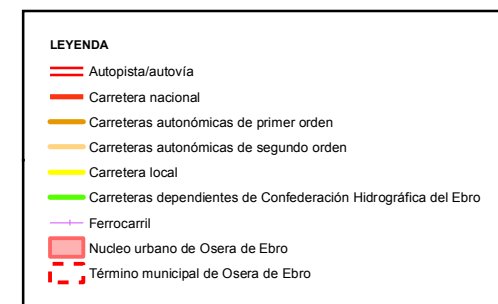 LEYENDA
Autopista/autovía
Carretera nacional
Carreteras autonómicas de primer orden
Carreteras autonómicas de segundo orden
Carretera local
Carreteras dependientes de Confederación Hidrográfica del Ebro
Ferrocarril
Nucleo urbano de Osera de Ebro
Término municipal de Osera de Ebro